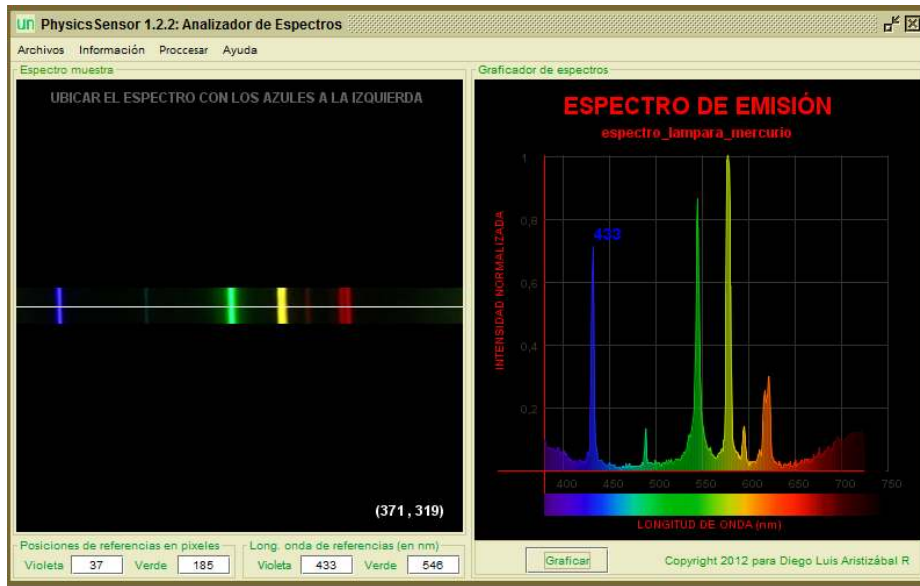 un PhysicsSensor 1.2.2: Analizador de Espectros
Archivos Información Proccesar Ayuda
Espectro muestra
UBICAR EL ESPECTRO CON LOS AZULES A LA IZQUIERDA
(371 , 319)
Posiciones de referencias en pixeles
Violeta 37 Verde 185
Long. onda de referencias (en nm)
Violeta 433 Verde 546
Graficador de espectros
ESPECTRO DE EMISIÓN
espectro_lampara_mercurio
INTENSIDAD NORMALIZADA
1
0,8
0,6
0,4
0,2
433
400 450 500 550 600 650 700 750
LONGITUD DE ONDA (nm)
Graficar
Copyright 2012 para Diego Luis Aristizábal R